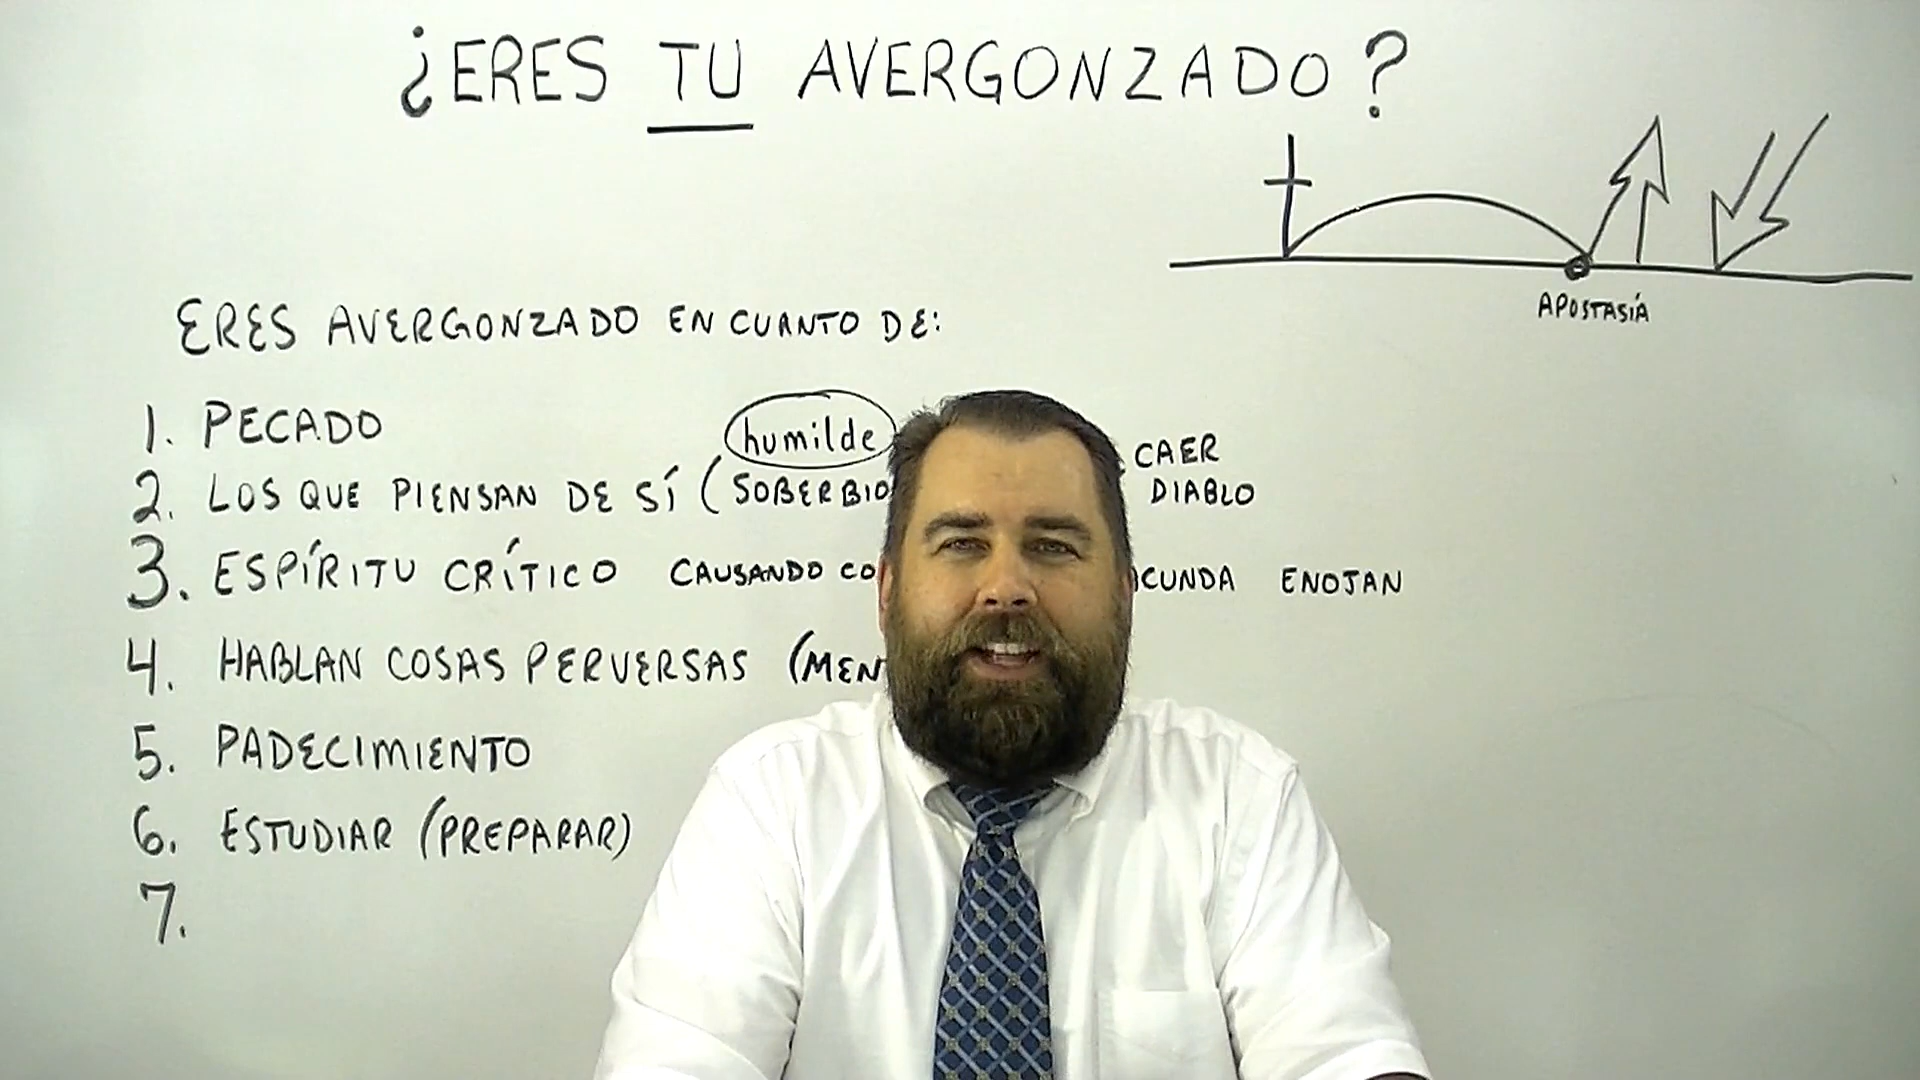 ¿ERES TU AVERGONZADO?
APOSTASÍA
ERES AVERGONZADO EN CUANTO DE:
1. PECADO
humilde CAER
2. LOS QUE PIENSAN DE SÍ (SOBERBIO DIABLO
3. ESPÍRITU CRÍTICO CAUSANDO ENOJAN
4. HABLAN COSAS PERVERSAS
5. PADECIMIENTO
6. ESTUDIAR (PREPARAR)
7.